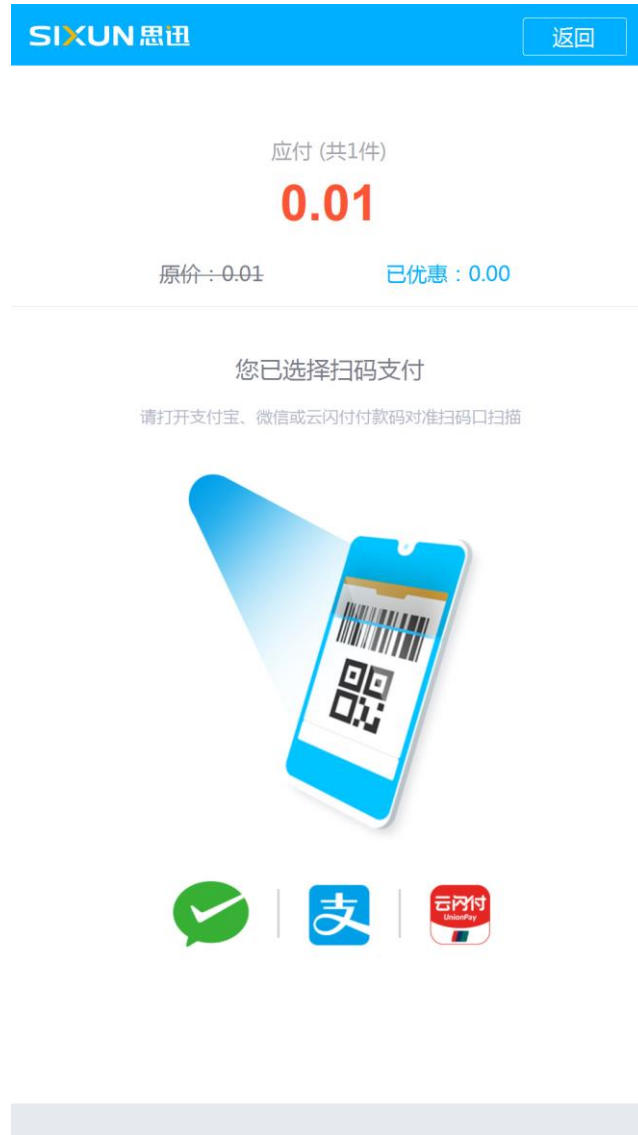 SIXUN思迅
返回
应付 (共1件)
0.01
原价：0.01
已优惠：0.00
您已选择扫码支付
请打开支付宝、微信或云闪付付款码对准扫码口扫描
支
云闪付
UnionPay